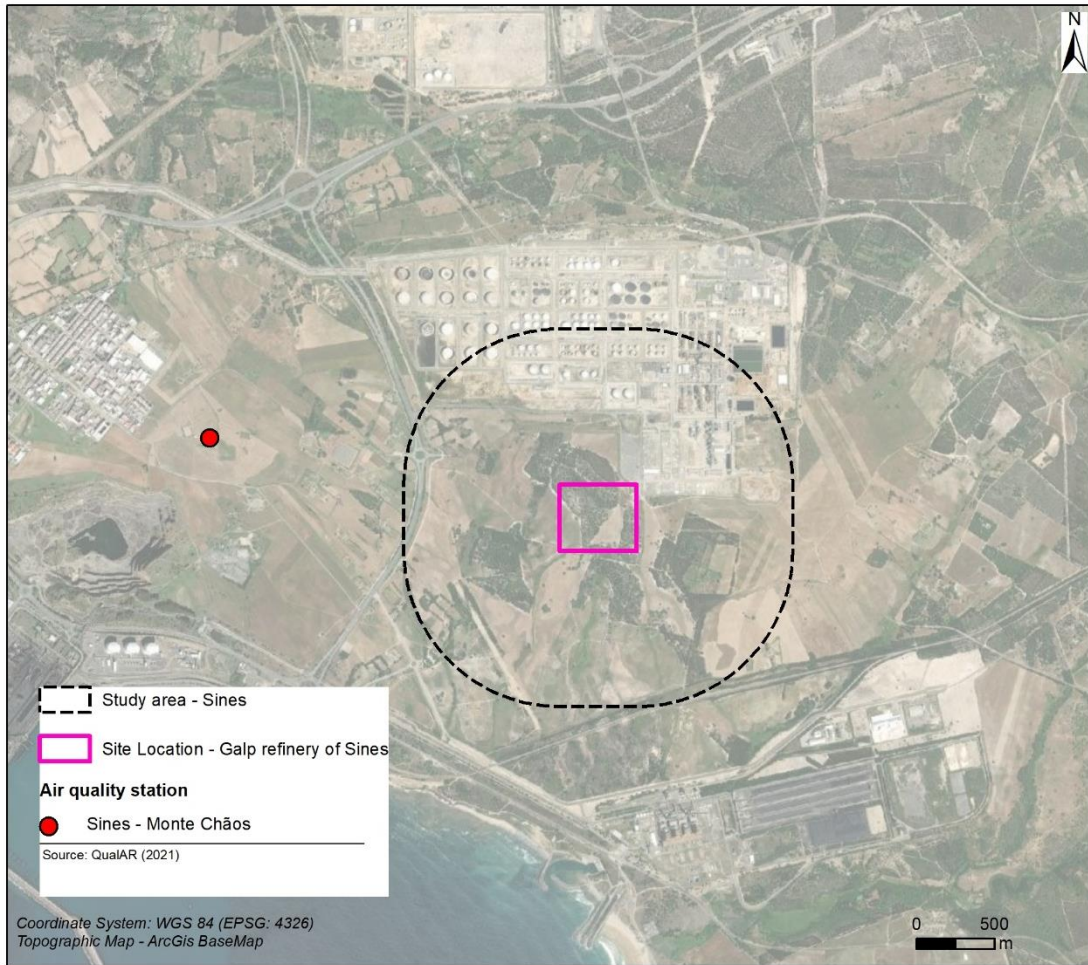 N
Study area - Sines
Site Location - Galp refinery of Sines
Air quality station
Sines - Monte Chãos
Source: QualAR (2021)
Coordinate System: WGS 84 (EPSG: 4326)
Topographic Map - ArcGis BaseMap
0 500
m